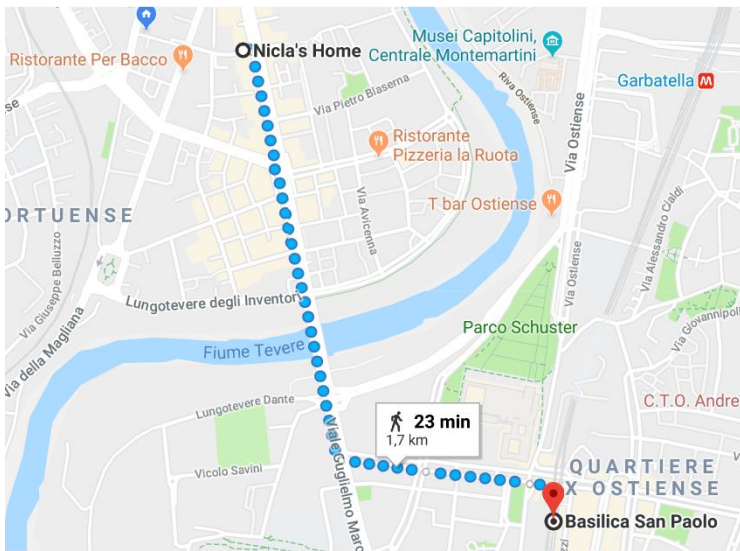 Nicla's Home
Musei Capitolini,
Centrale Montemartini
Ristorante Per Bacco
Garbatella M
Via Pietro Blaserna
Riva Ostiense
Via Ostiense
Ristorante
Pizzeria la Ruota
Via Avicenna
T bar Ostiense
Via Alessandro Cialdi
ORTUENSE
Via Giuseppe Belluzzo
Lungotevere degli Inventori
Via Ostiense
Via della Magliana
Fiume Tevere
Parco Schuster
Via Giovannipoli
Lungotevere Dante
C.T.O. Andre
23 min
1,7 km
Viale Guglielmo Marc
Vicolo Savini
QUARTIERE
X OSTIENSE
Basilica San Paolo